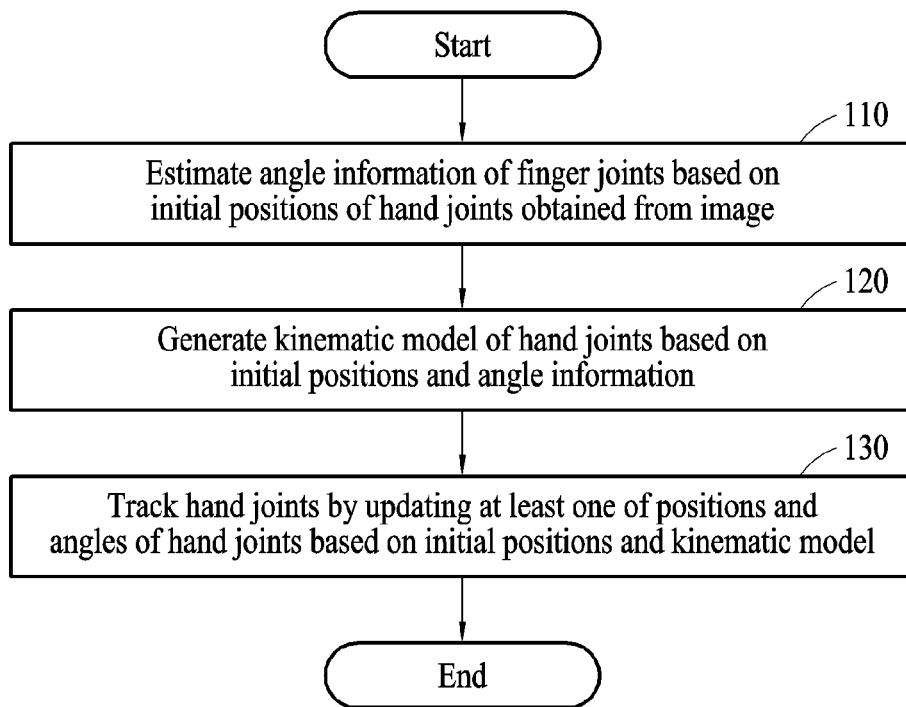 Start
110
Estimate angle information of finger joints based on
initial positions of hand joints obtained from image
120
Generate kinematic model of hand joints based on
initial positions and angle information
130
Track hand joints by updating at least one of positions and
angles of hand joints based on initial positions and kinematic model
End